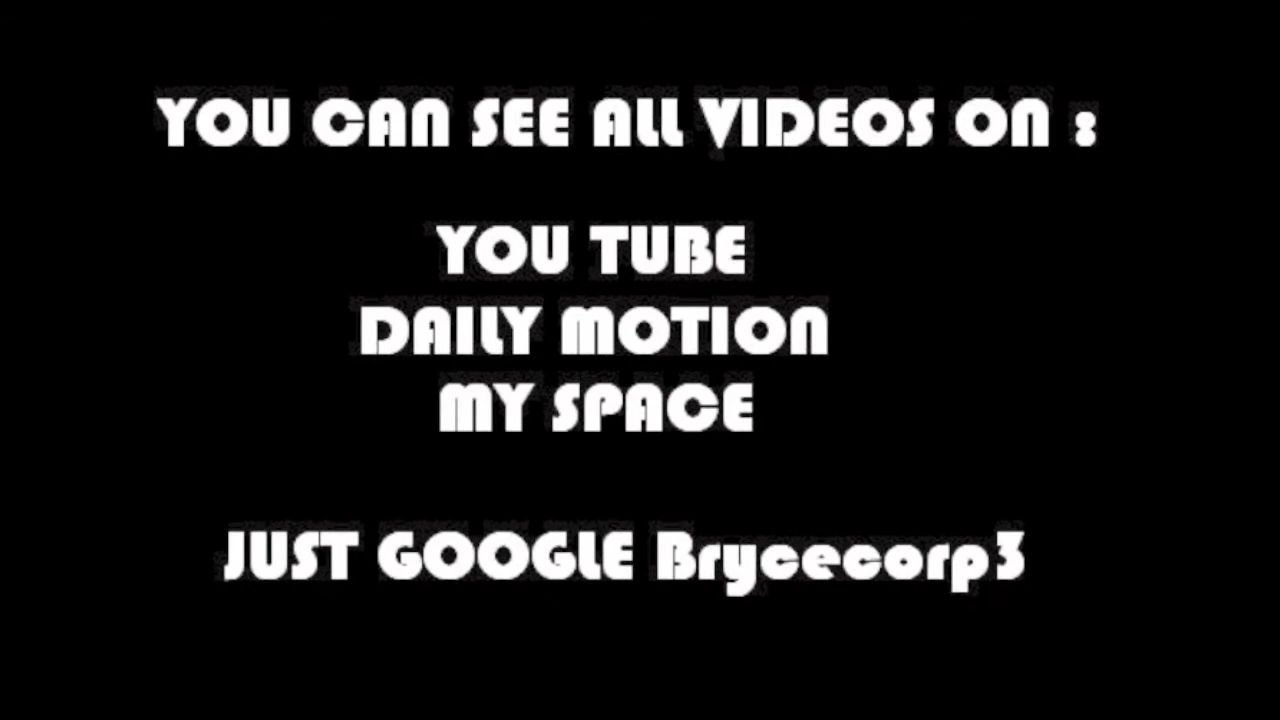 YOU CAN SEE ALL VIDEOS ON :
YOU TUBE
DAILY MOTION
MY SPACE
JUST GOOGLE Brycecorp3